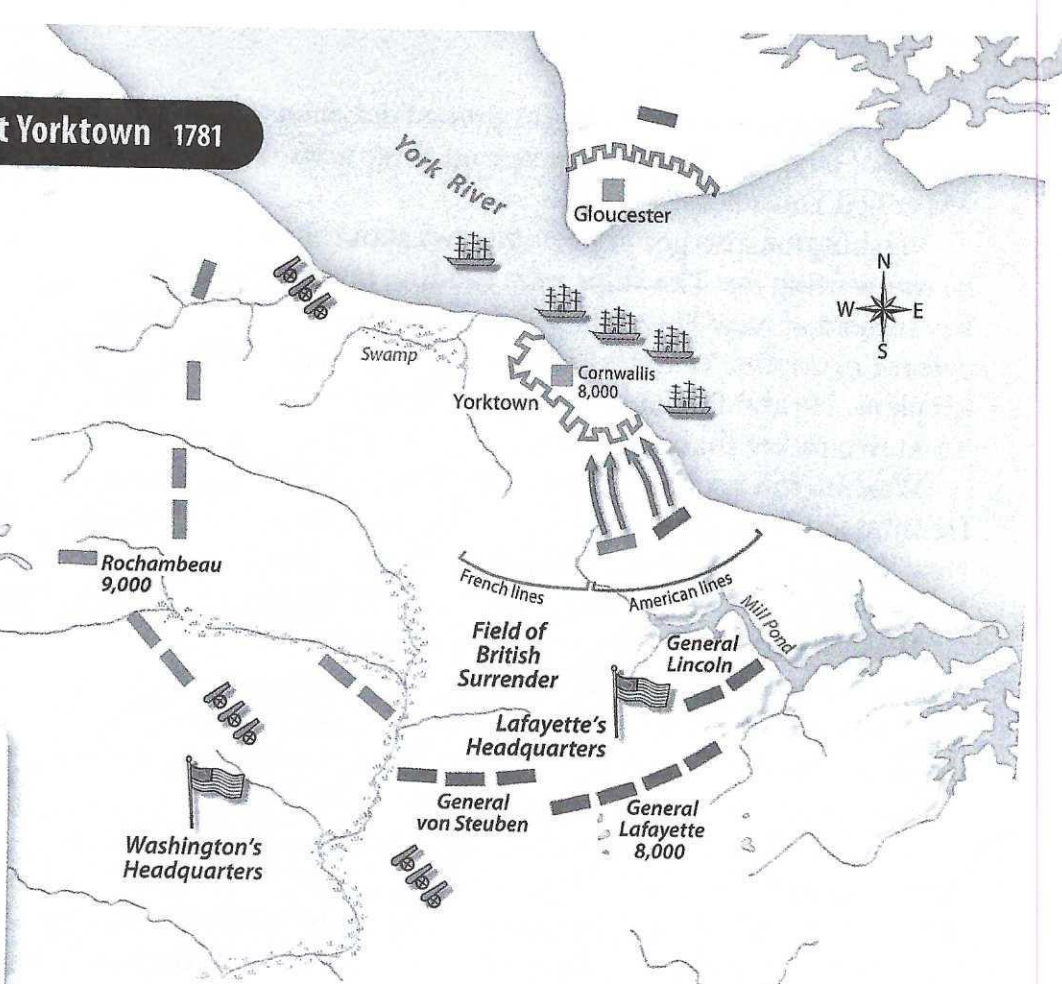 t Yorktown 1781
York River
Gloucester
N
W E
S
Swamp
Cornwallis
8,000
Yorktown
Rochambeau
9,000
French lines
American lines
Mill Pond
Field of
British
Surrender
General
Lincoln
Lafayette's
Headquarters
General
von Steuben
General
Lafayette
8,000
Washington's
Headquarters